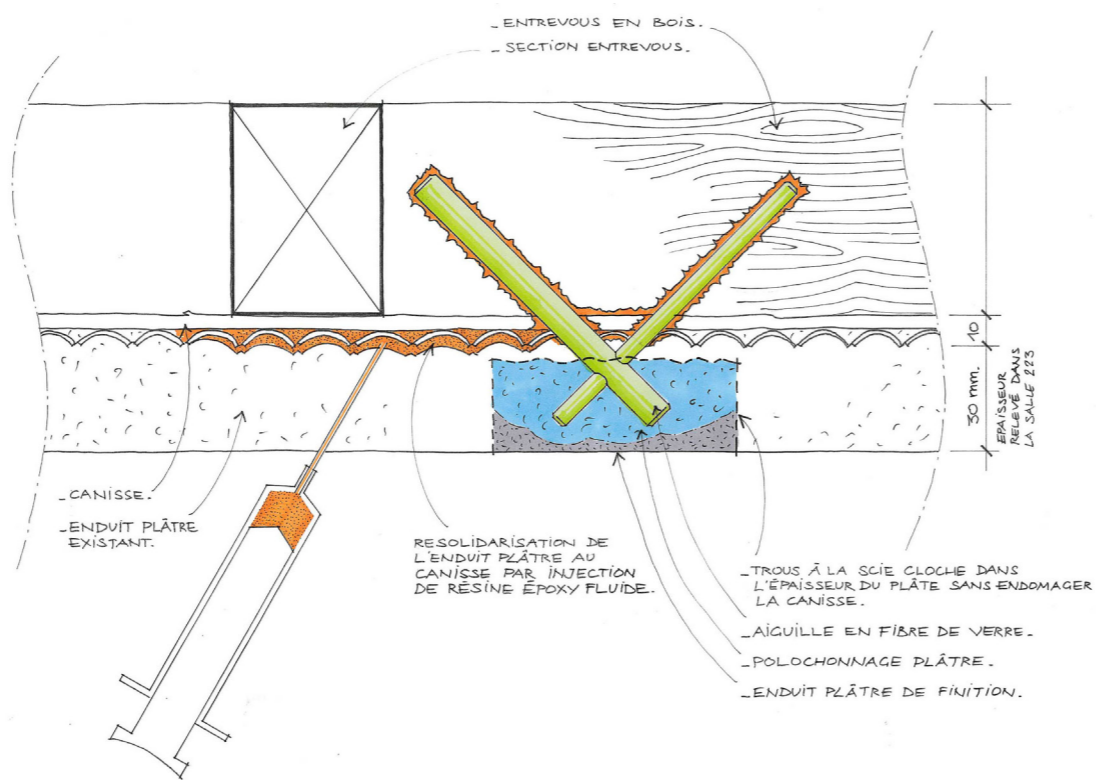 _ENTREVOUS EN BOIS.
_SECTION ENTREVOUS.
10
30 mm.
EPAISSEUR
RELEVÉ DANS
LA SALLE 223
_CANISSE.
_ENDUIT PLÂTRE
EXISTANT.
RESOLIDARISATION DE
L'ENDUIT PLÂTRE AU
CANISSE PAR INJECTION
DE RÉSINE ÉPOXY FLUIDE.
_TROUS À LA SCIE CLOCHE DANS
L'ÉPAISSEUR DU PLÂTE SANS ENDOMAGER
LA CANISSE.
_AIGUILLE EN FIBRE DE VERRE.
_POLOCHONNAGE PLÂTRE.
_ENDUIT PLÂTRE DE FINITION.